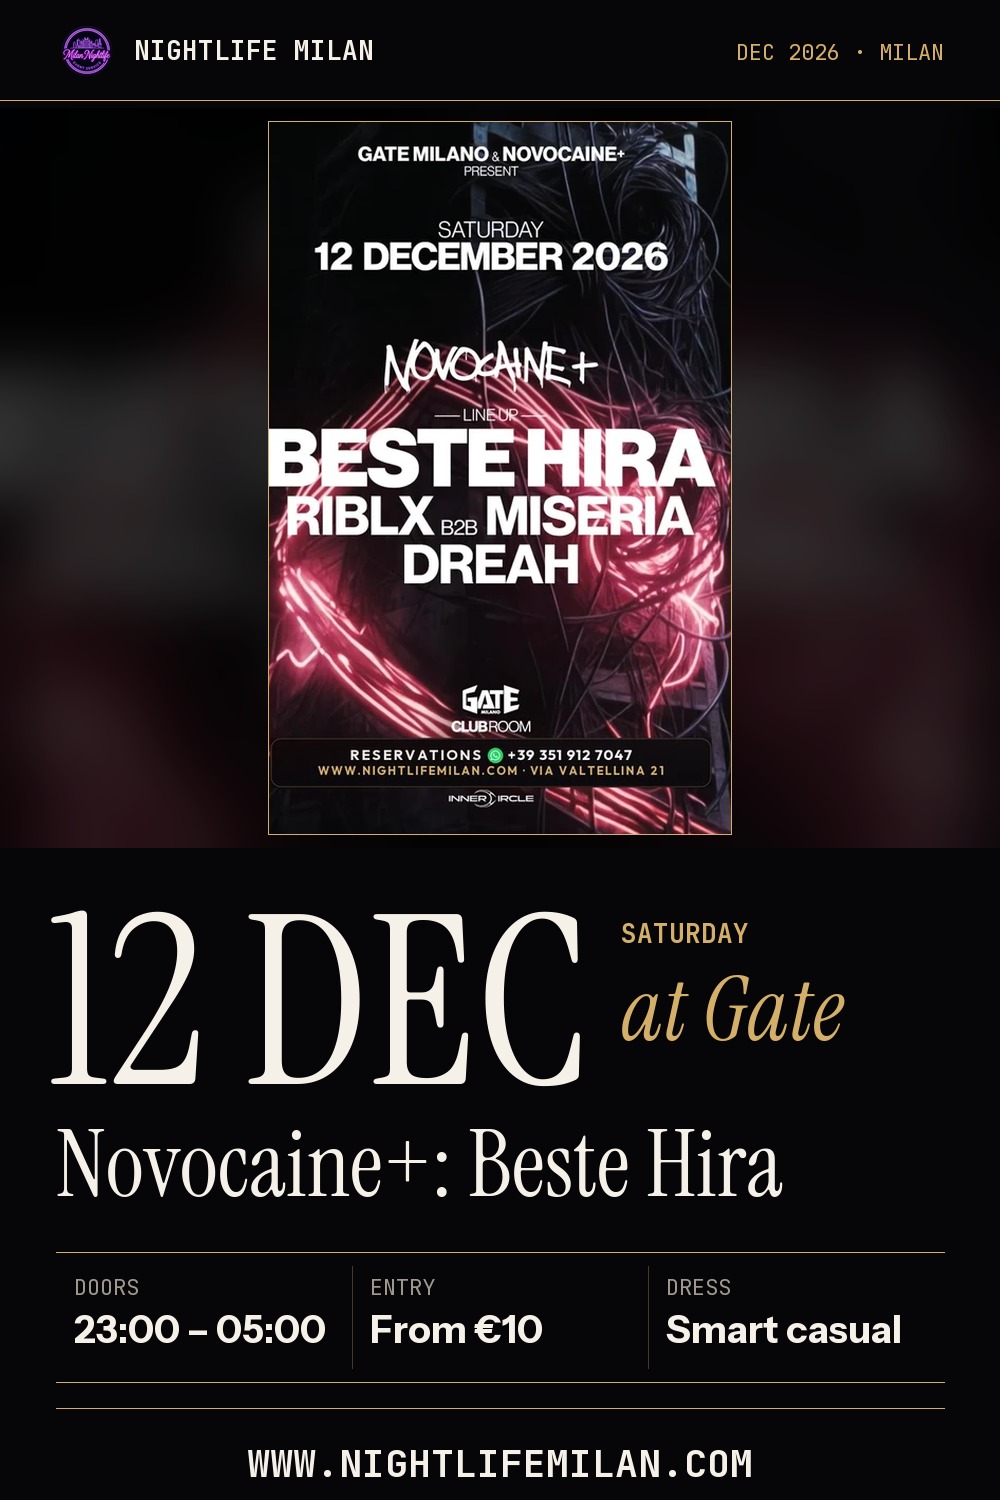 Milan Nightlife
NIGHTLIFE MILAN
DEC 2026 · MILAN
GATE MILANO & NOVOCAINE+
PRESENT
SATURDAY
12 DECEMBER 2026
NOVOCAINE+
LINE UP
BESTE HIRA
RIBLX B2B MISERIA
DREAH
GATE
MILANO
CLUBROOM
RESERVATIONS +39 351 912 7047
WWW.NIGHTLIFEMILAN.COM · VIA VALTELLINA 21
INNER CIRCLE
12 DEC
SATURDAY
at Gate
Novocaine+: Beste Hira
DOORS
23:00 – 05:00
ENTRY
From €10
DRESS
Smart casual
WWW.NIGHTLIFEMILAN.COM